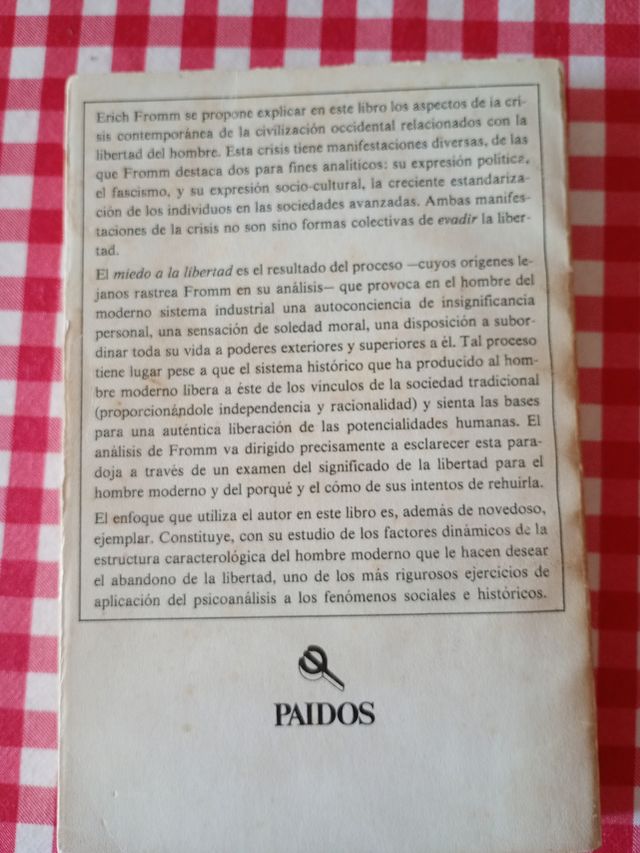 Erich Fromm se propone explicar en este libro los aspectos de la cri-
sis contemporánea de la civilización occidental relacionados con la
libertad del hombre. Esta crisis tiene manifestaciones diversas, de las
que Fromm destaca dos para fines analíticos: su expresión política,
el fascismo, y su expresión socio-cultural, la creciente estandariza-
ción de los individuos en las sociedades avanzadas. Ambas manifes-
taciones de la crisis no son sino formas colectivas de evadir la liber-
tad.
El miedo a la libertad es el resultado del proceso —cuyos orígenes le-
janos rastrea Fromm en su análisis— que provoca en el hombre del
moderno sistema industrial una autoconciencia de insignificancia
personal, una sensación de soledad moral, una disposición a subor-
dinar toda su vida a poderes exteriores y superiores a él. Tal proceso
tiene lugar pese a que el sistema histórico que ha producido al hom-
bre moderno libera a éste de los vínculos de la sociedad tradicional
(proporcionándole independencia y racionalidad) y sienta las bases
para una auténtica liberación de las potencialidades humanas. El
análisis de Fromm va dirigido precisamente a esclarecer esta para-
doja a través de un examen del significado de la libertad para el
hombre moderno y del porqué y el cómo de sus intentos de rehuirla.
El enfoque que utiliza el autor en este libro es, además de novedoso,
ejemplar. Constituye, con su estudio de los factores dinámicos de la
estructura caracterológica del hombre moderno que le hacen desear
el abandono de la libertad, uno de los más rigurosos ejercicios de
aplicación del psicoanálisis a los fenómenos sociales e históricos.
PAIDOS